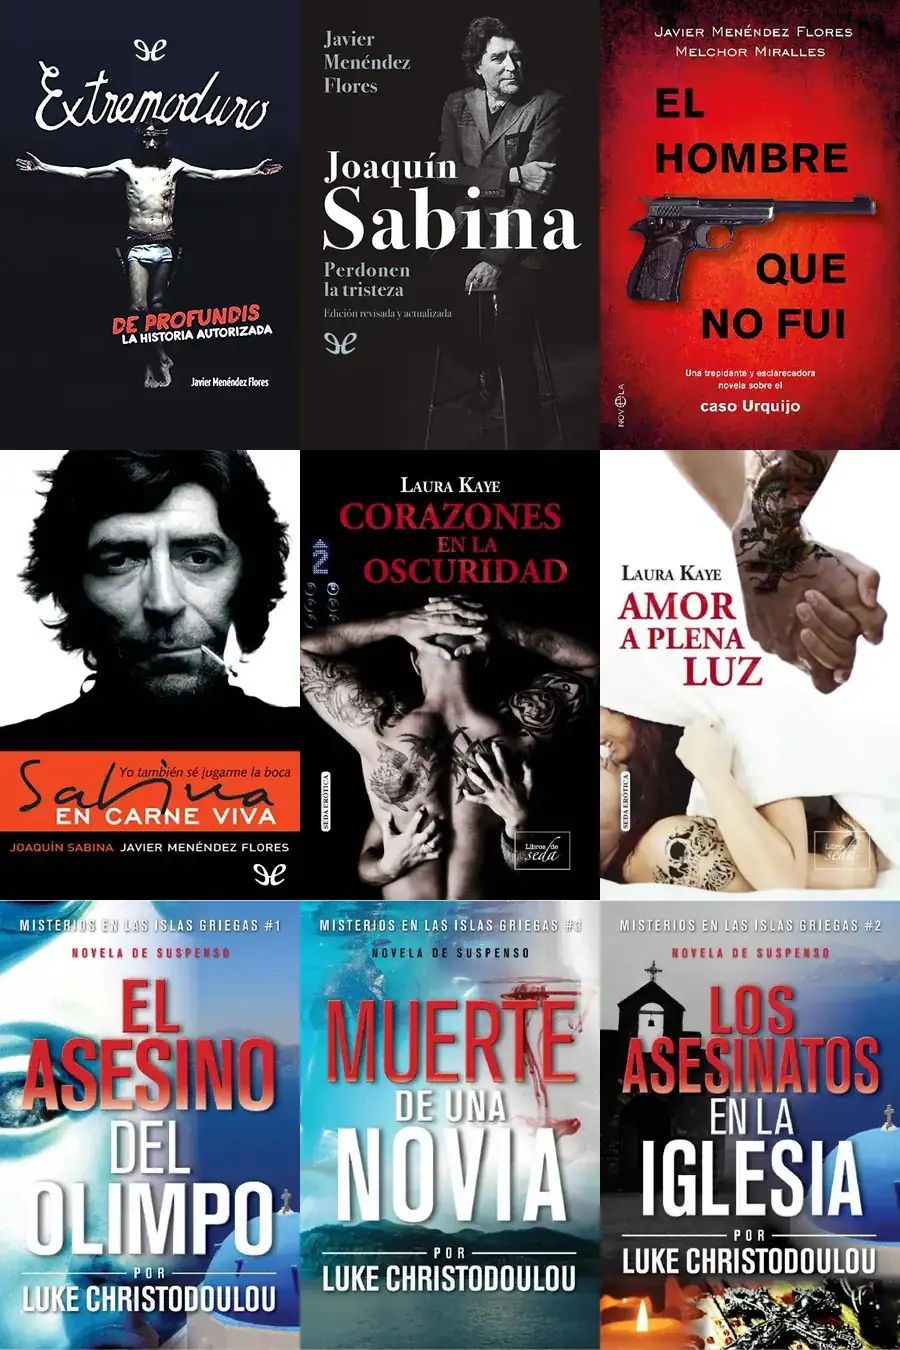 Extremoduro
DE PROFUNDIS
LA HISTORIA AUTORIZADA
Javier Menéndez Flores
Javier
Menéndez
Flores
Joaquín
Sabina
Perdonen
la tristeza
Edición revisada y actualizada
JAVIER MENÉNDEZ FLORES
MELCHOR MIRALLES
EL
HOMBRE
QUE
NO FUI
Una trepidante y esclarecedora
novela sobre el
caso Urquijo
NOVELA
Yo también sé jugarme la boca
Sabina
EN CARNE VIVA
JOAQUÍN SABINA JAVIER MENÉNDEZ FLORES
LAURA KAYE
CORAZONES
EN LA
OSCURIDAD
2
SEDA ERÓTICA
Libros de
seda
LAURA KAYE
AMOR
A PLENA
LUZ
SEDA ERÓTICA
Libros de
seda
MISTERIOS EN LAS ISLAS GRIEGAS #1
NOVELA DE SUSPENSO
EL
ASESINO
DEL
OLIMPO
POR
LUKE CHRISTODOULOU
MISTERIOS EN LAS ISLAS GRIEGAS #3
NOVELA DE SUSPENSO
MUERTE
DE UNA
NOVIA
POR
LUKE CHRISTODOULOU
MISTERIOS EN LAS ISLAS GRIEGAS #2
NOVELA DE SUSPENSO
LOS
ASESINATOS
EN LA
IGLESIA
POR
LUKE CHRISTODOULOU